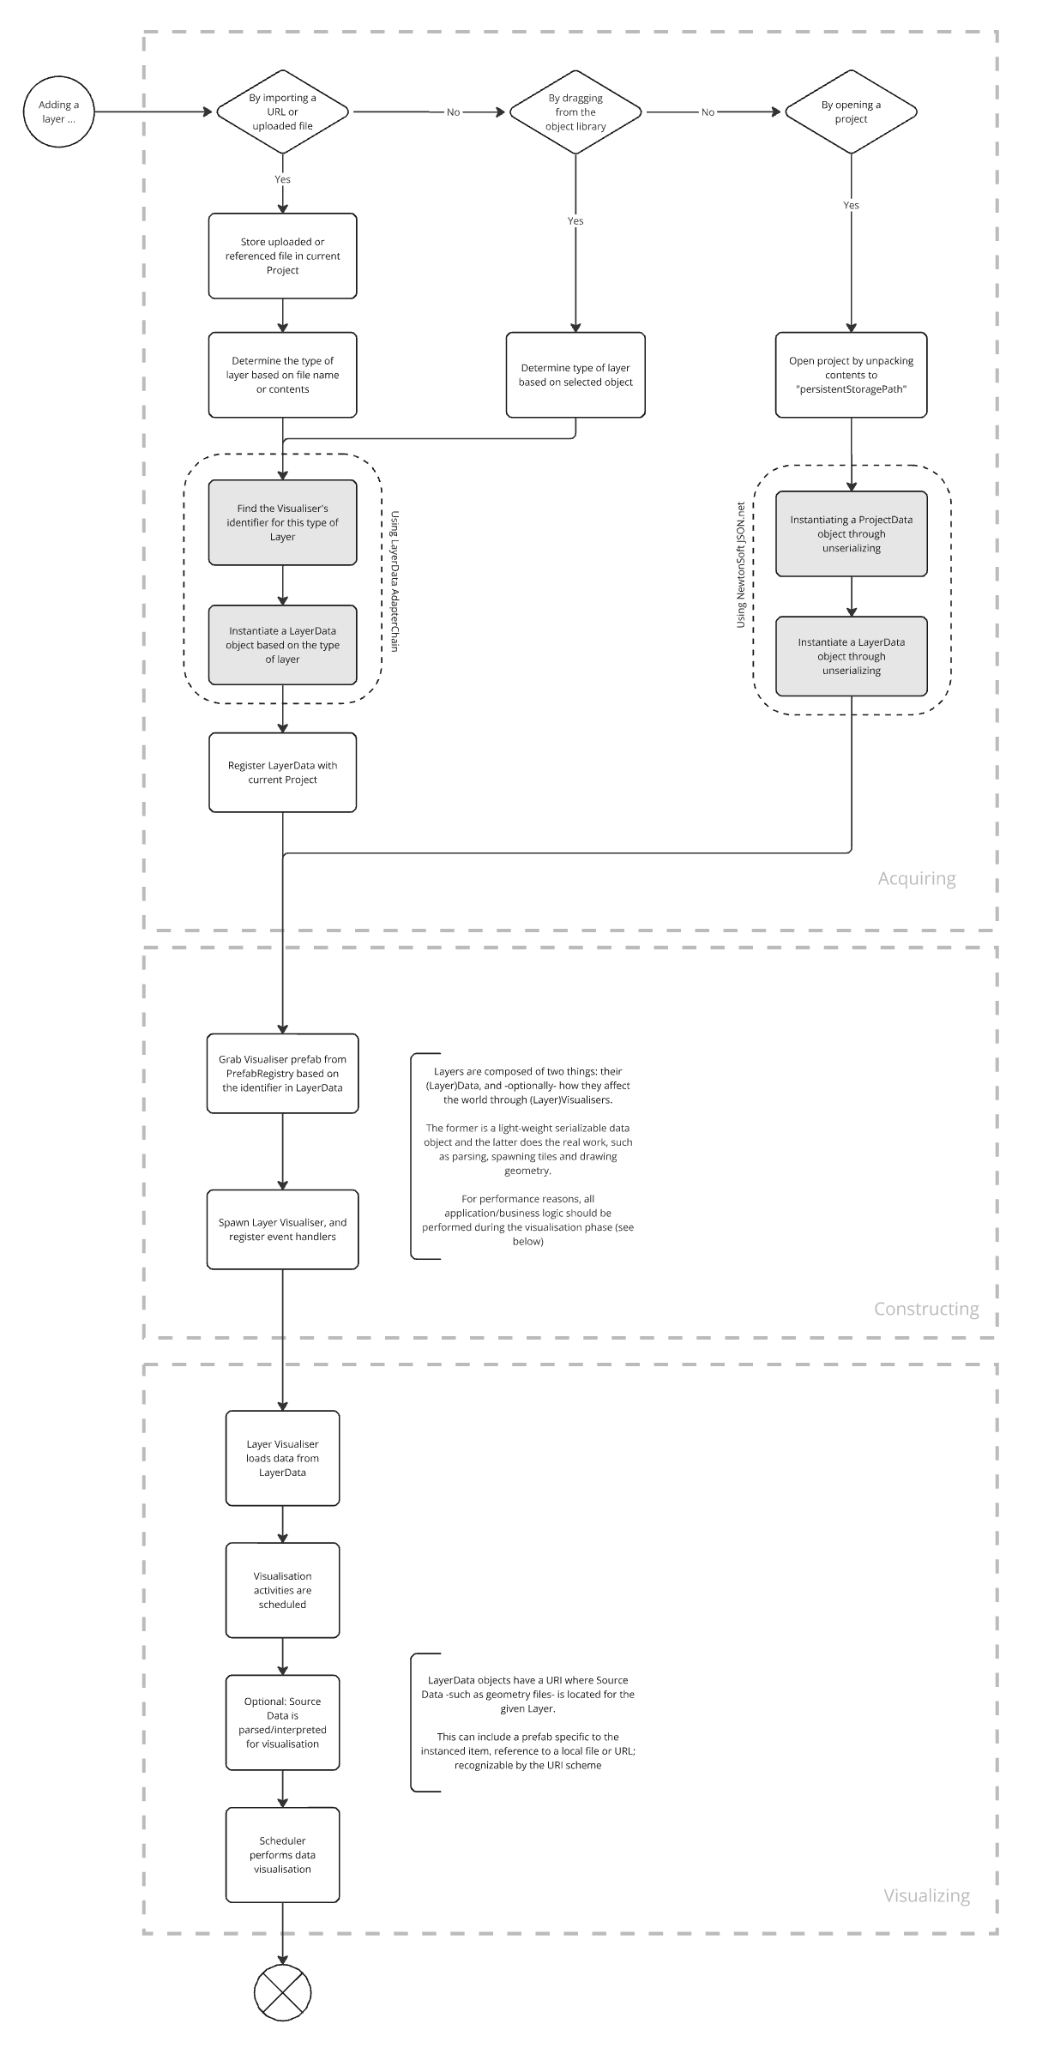 Adding a
layer ...
By importing a
URL or
uploaded file
No
By dragging
from the
object library
No
By opening a
project
Yes
Yes
Yes
Store uploaded or
referenced file in current
Project
Determine the type of
layer based on file name
or contents
Determine type of layer
based on selected object
Open project by unpacking
contents to
"persistentStoragePath"
Find the Visualiser's
identifier for this type of
Layer
Instantiate a LayerData
object based on the type
of layer
Using LayerData AdapterChain
Using NewtonSoft JSON.net
Instantiating a ProjectData
object through
unserializing
Instantiate a LayerData
object through
unserializing
Register LayerData with
current Project
Acquiring
Grab Visualiser prefab from
PrefabRegistry based on
the identifier in LayerData
Spawn Layer Visualiser, and
register event handlers
Layers are composed of two things: their
(Layer)Data, and -optionally- how they affect
the world through (Layer)Visualisers.
The former is a light-weight serializable data
object and the latter does the real work, such
as parsing, spawning tiles and drawing
geometry.
For performance reasons, all
application/business logic should be
performed during the visualisation phase (see
below)
Constructing
Layer Visualiser
loads data from
LayerData
Visualisation
activities are
scheduled
Optional: Source
Data is
parsed/interpreted
for visualisation
LayerData objects have a URI where Source
Data -such as geometry files- is located for the
given Layer.
This can include a prefab specific to the
instanced item, reference to a local file or URL;
recognizable by the URI scheme
Scheduler
performs data
visualisation
Visualizing